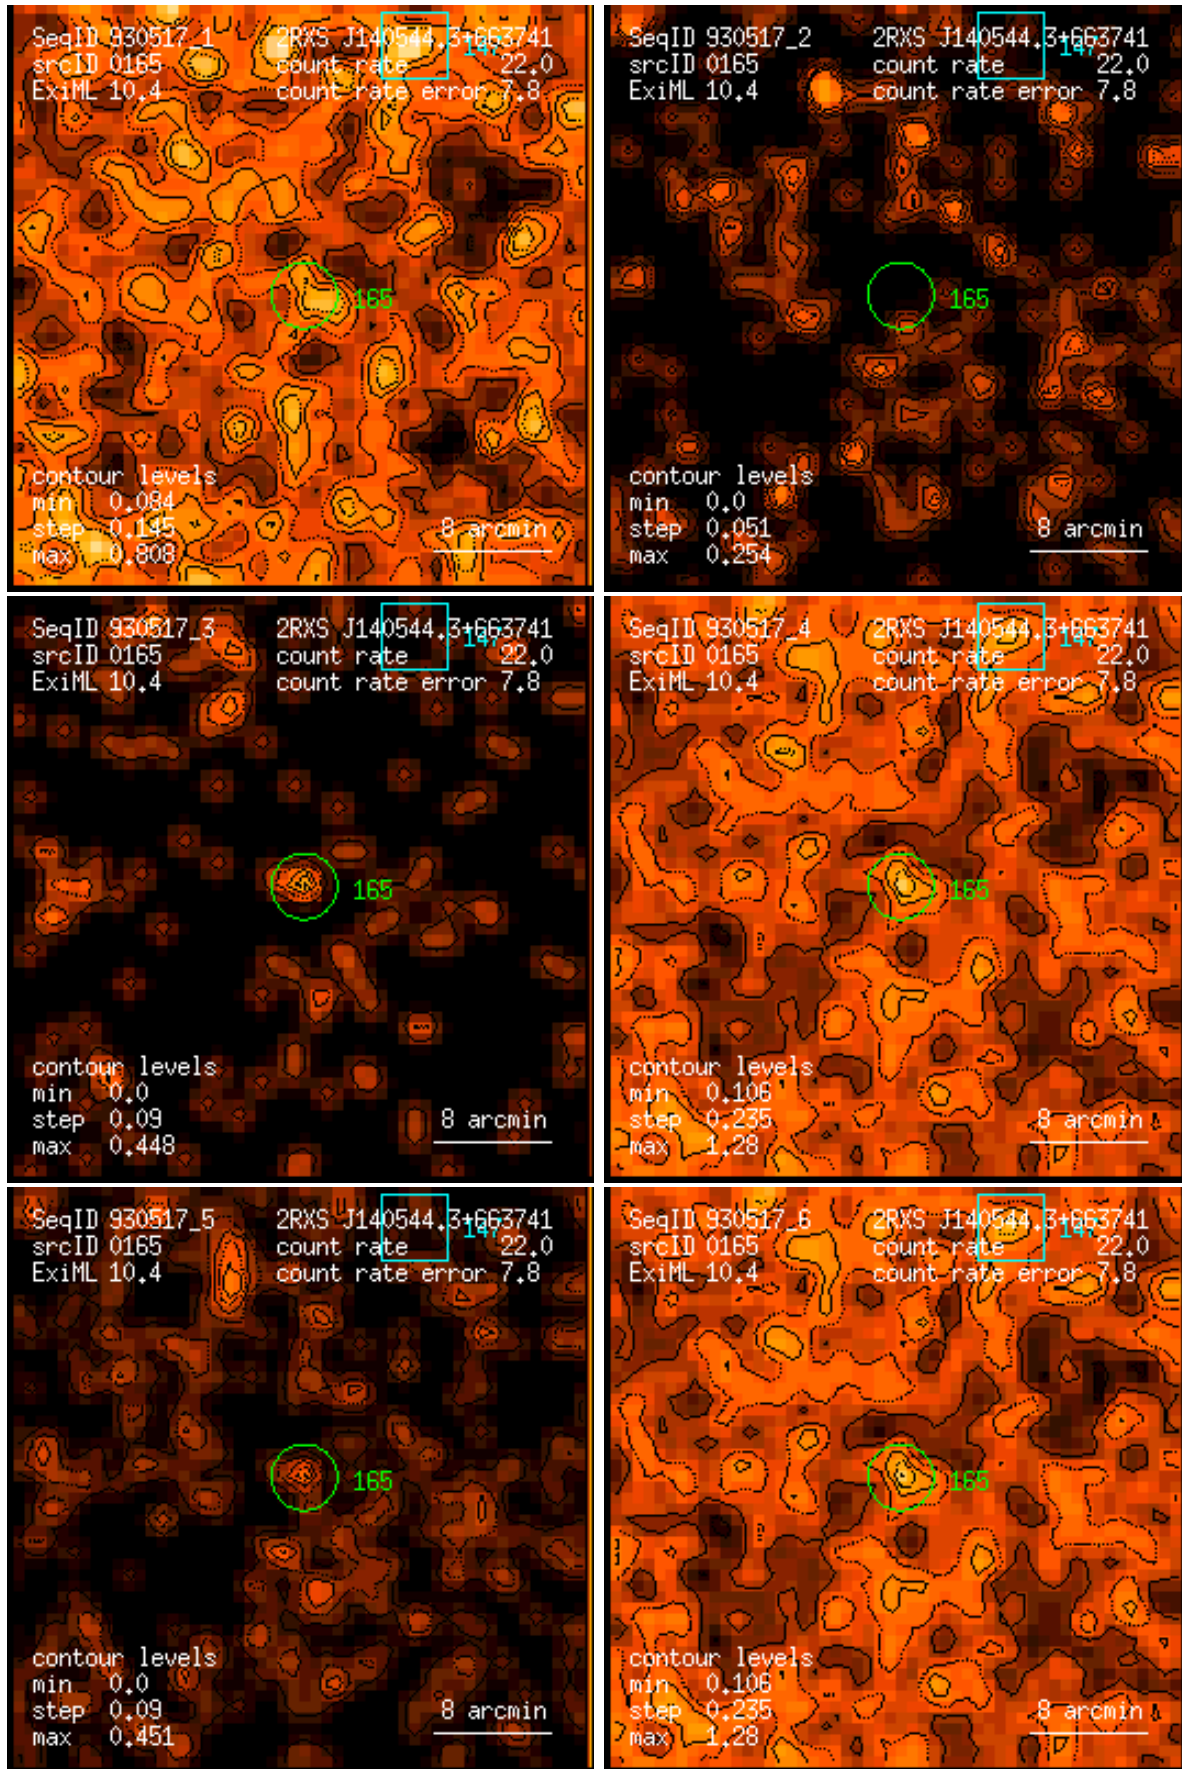 SeqID 930517_1 2RXS J140544.3+663741
147
srcID 0165 count rate 22.0
ExiML 10.4 count rate error 7.8
165
contour levels
min 0.084
step 0.145 8 arcmin
max 0.808
SeqID 930517_2 2RXS J140544.3+663741
147
srcID 0165 count rate 22.0
ExiML 10.4 count rate error 7.8
165
contour levels
min 0.0
step 0.051 8 arcmin
max 0.254
SeqID 930517_3 2RXS J140544.3+663741
147
srcID 0165 count rate 22.0
ExiML 10.4 count rate error 7.8
165
contour levels
min 0.0
step 0.09 8 arcmin
max 0.448
SeqID 930517_4 2RXS J140544.3+663741
147
srcID 0165 count rate 22.0
ExiML 10.4 count rate error 7.8
165
contour levels
min 0.106
step 0.235 8 arcmin
max 1.28
SeqID 930517_5 2RXS J140544.3+663741
147
srcID 0165 count rate 22.0
ExiML 10.4 count rate error 7.8
165
contour levels
min 0.0
step 0.09 8 arcmin
max 0.451
SeqID 930517_6 2RXS J140544.3+663741
147
srcID 0165 count rate 22.0
ExiML 10.4 count rate error 7.8
165
contour levels
min 0.106
step 0.235 8 arcmin
max 1.28